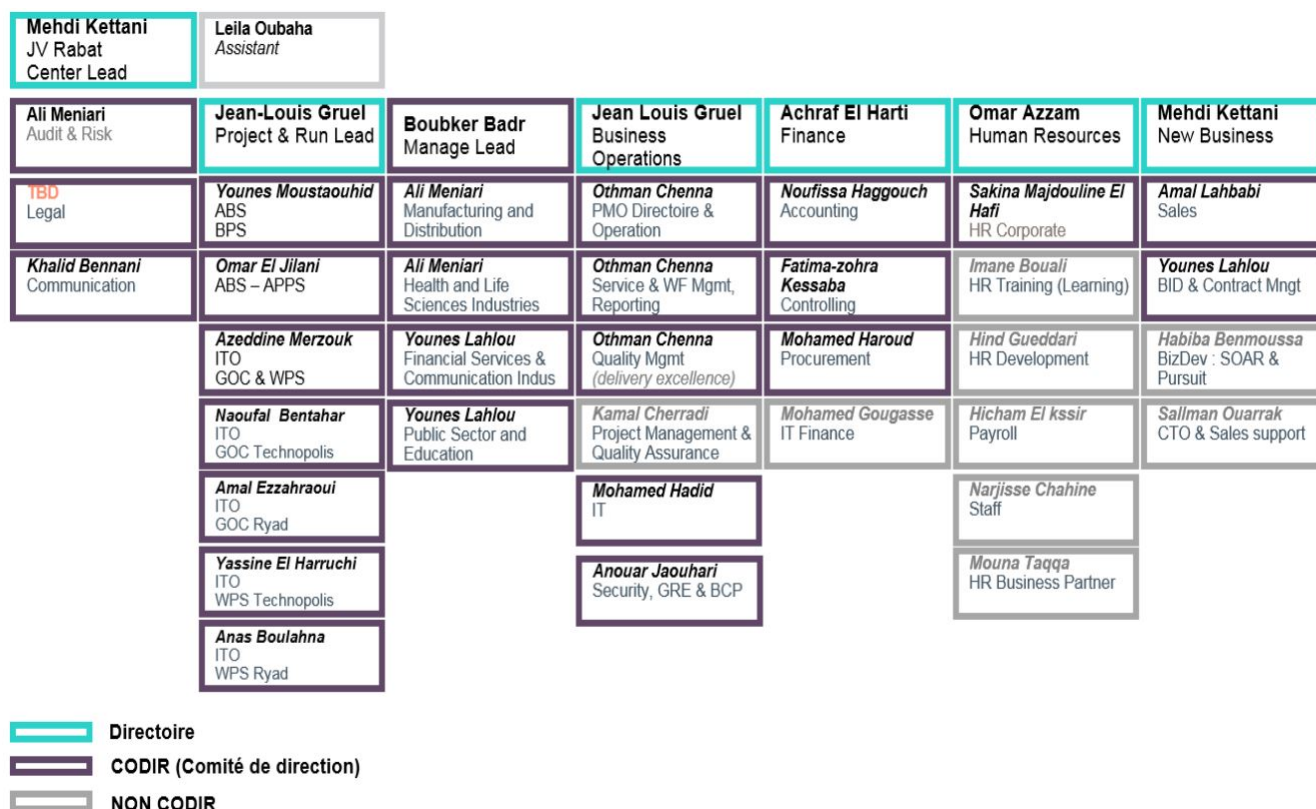 Mehdi Kettani
JV Rabat
Center Lead
Leila Oubaha
Assistant
Ali Meniari
Audit & Risk
TBD
Legal
Khalid Bennani
Communication
Jean-Louis Gruel
Project & Run Lead
Younes Moustaouhid
ABS
BPS
Omar El Jilani
ABS – APPS
Azeddine Merzouk
ITO
GOC & WPS
Naoufal Bentahar
ITO
GOC Technopolis
Amal Ezzahraoui
ITO
GOC Ryad
Yassine El Harruchi
ITO
WPS Technopolis
Anas Boulahna
ITO
WPS Ryad
Boubker Badr
Manage Lead
Ali Meniari
Manufacturing and
Distribution
Ali Meniari
Health and Life
Sciences Industries
Younes Lahlou
Financial Services &
Communication Indus
Younes Lahlou
Public Sector and
Education
Jean Louis Gruel
Business
Operations
Othman Chenna
PMO Directoire &
Operation
Othman Chenna
Service & WF Mgmt,
Reporting
Othman Chenna
Quality Mgmt
(delivery excellence)
Kamal Cherradi
Project Management &
Quality Assurance
Mohamed Hadid
IT
Anouar Jaouhari
Security, GRE & BCP
Achraf El Harti
Finance
Noufissa Haggouch
Accounting
Fatima-zohra
Kessaba
Controlling
Mohamed Haroud
Procurement
Mohamed Gougasse
IT Finance
Omar Azzam
Human Resources
Sakina Majdouline El
Hafi
HR Corporate
Imane Bouali
HR Training (Learning)
Hind Gueddari
HR Development
Hicham El kssir
Payroll
Narjisse Chahine
Staff
Mouna Taqqa
HR Business Partner
Mehdi Kettani
New Business
Amal Lahbabi
Sales
Younes Lahlou
BID & Contract Mngt
Habiba Benmoussa
BizDev : SOAR &
Pursuit
Sallman Ouarrak
CTO & Sales support
Directoire
CODIR (Comité de direction)
NON CODIR